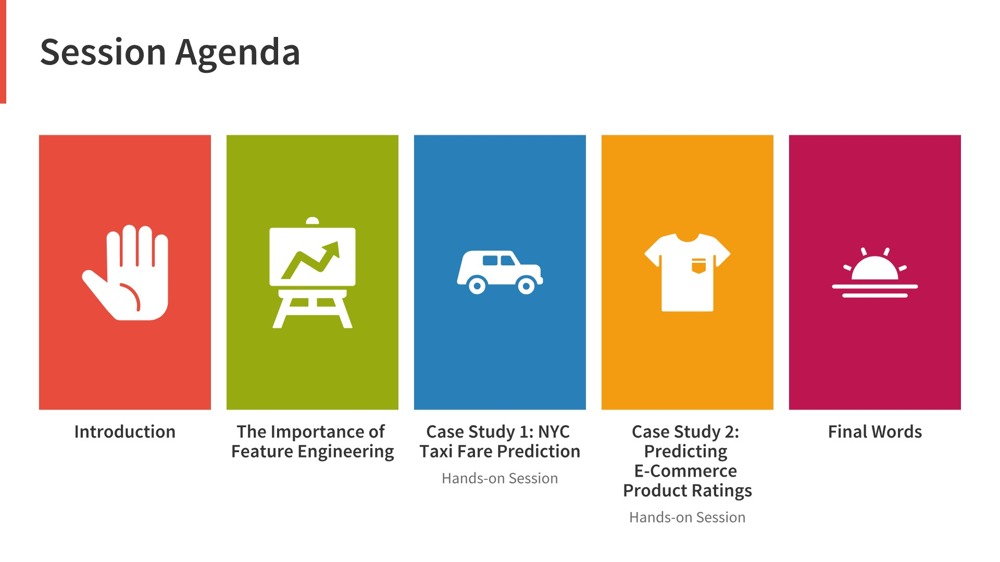 Session Agenda
Introduction
The Importance of
Feature Engineering
Case Study 1: NYC
Taxi Fare Prediction
Hands-on Session
Case Study 2:
Predicting
E-Commerce
Product Ratings
Hands-on Session
Final Words